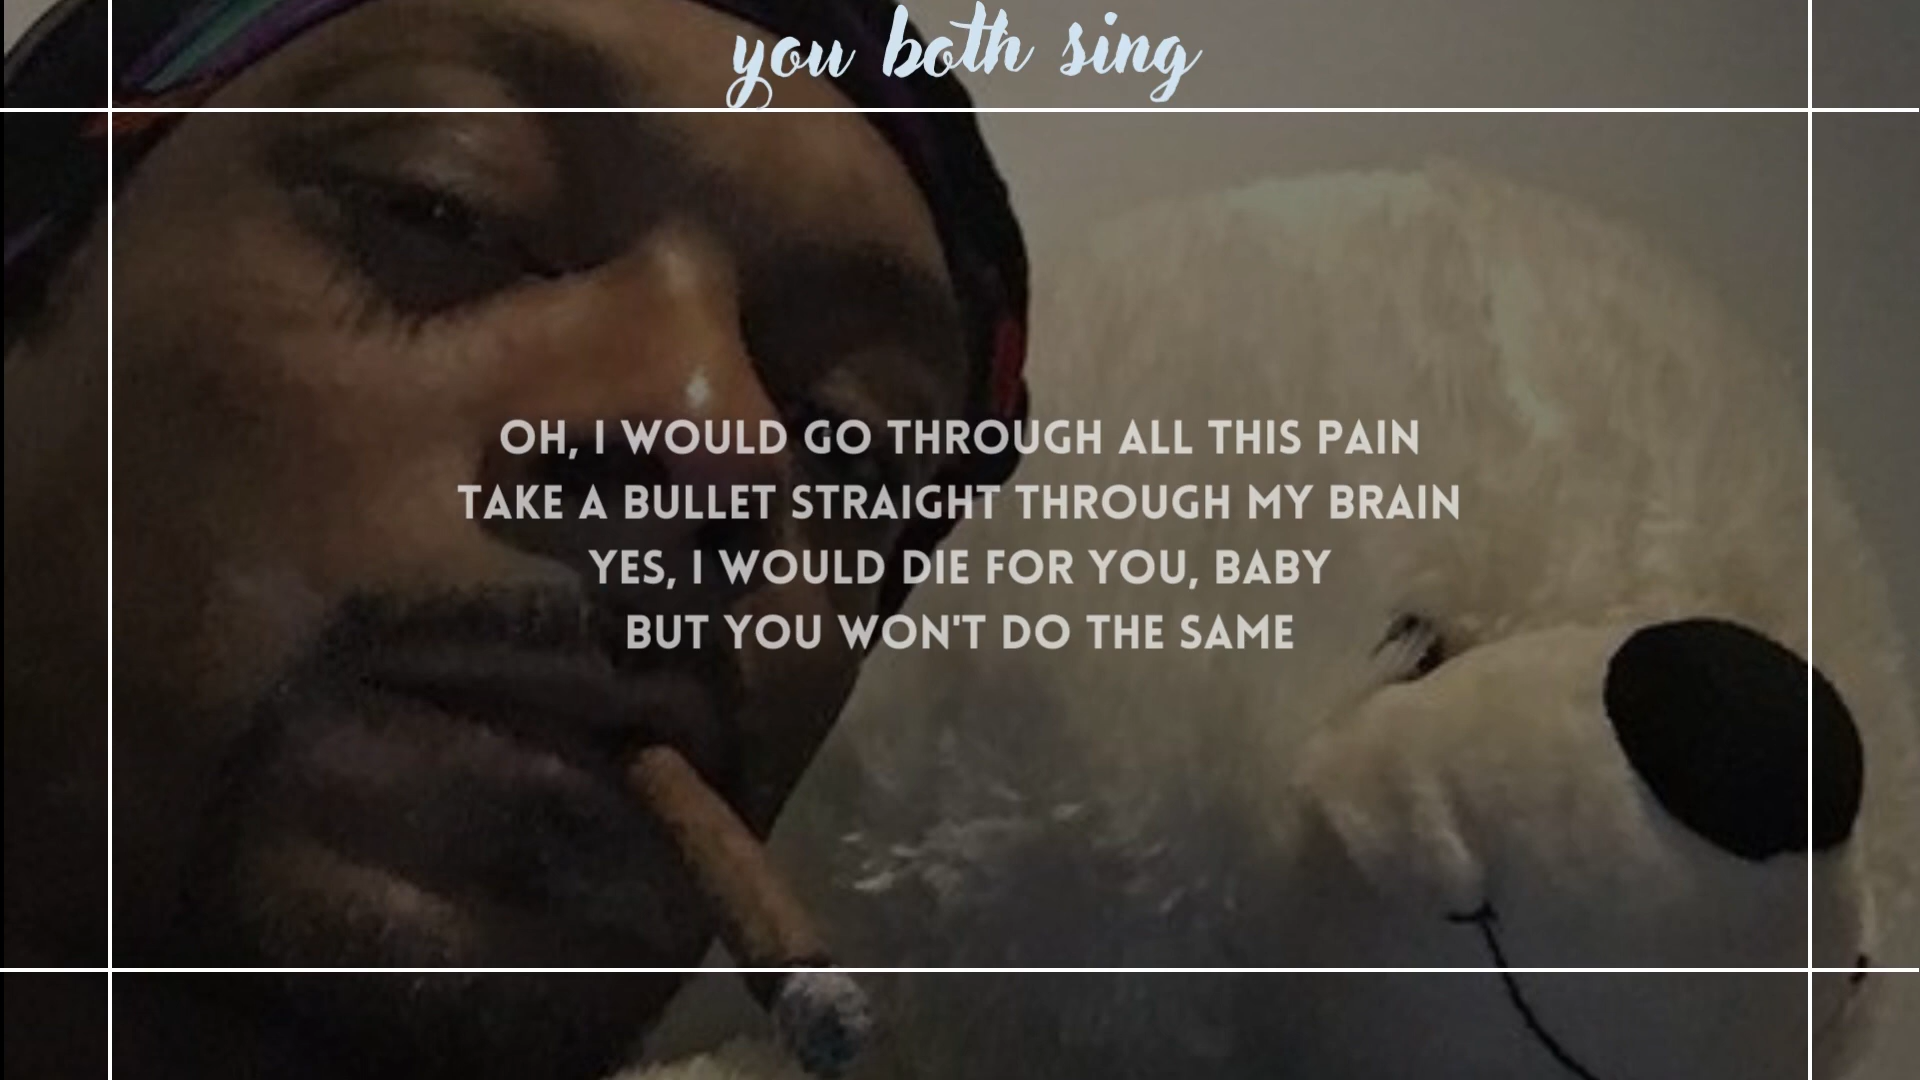 you both sing
OH, I WOULD GO THROUGH ALL THIS PAIN
TAKE A BULLET STRAIGHT THROUGH MY BRAIN
YES, I WOULD DIE FOR YOU, BABY
BUT YOU WON'T DO THE SAME